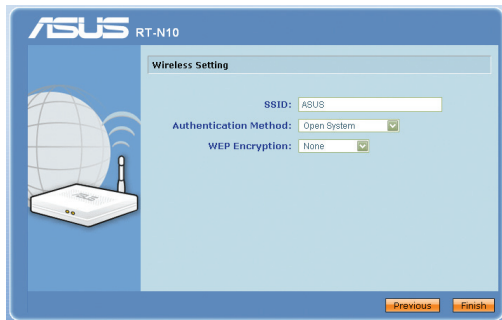 ASUS RT-N10
Wireless Setting
SSID: ASUS
Authentication Method: Open System
WEP Encryption: None
ASUS
Previous Finish